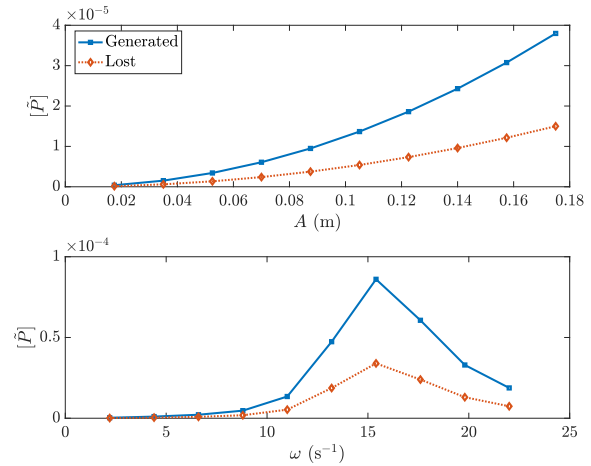 ×10⁻⁵
4
3
2
1
0
[P̃]
Generated
Lost
0 0.02 0.04 0.06 0.08 0.1 0.12 0.14 0.16 0.18
A (m)
×10⁻⁴
1
0.5
0
[P̃]
0 5 10 15 20 25
ω (s⁻¹)